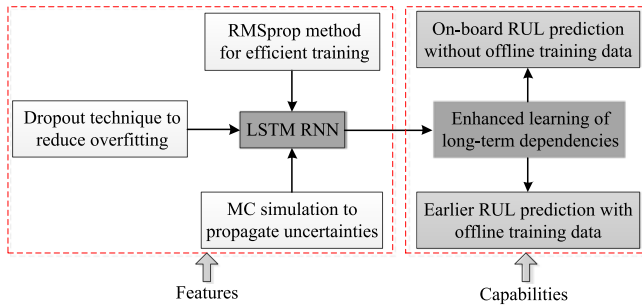 RMSprop method
for efficient training
Dropout technique to
reduce overfitting
LSTM RNN
MC simulation to
propagate uncertainties
Features
On-board RUL prediction
without offline training data
Enhanced learning of
long-term dependencies
Earlier RUL prediction with
offline training data
Capabilities